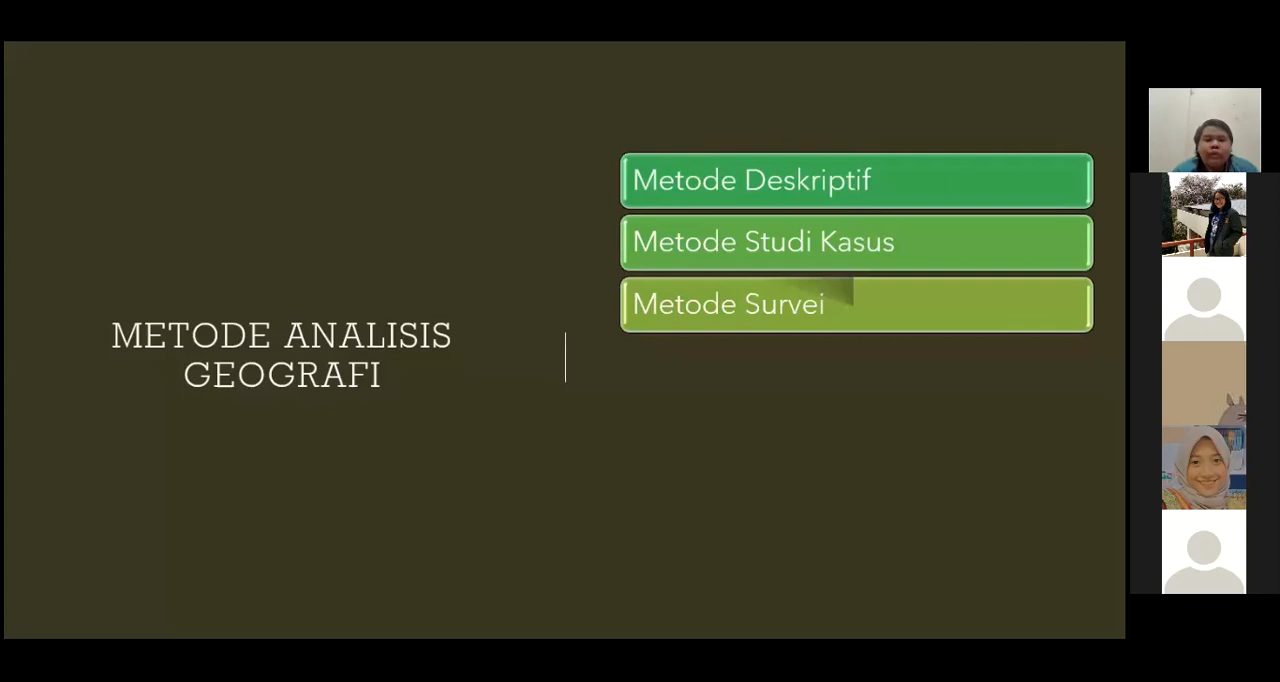 METODE ANALISIS
GEOGRAFI
Metode Deskriptif
Metode Studi Kasus
Metode Survei